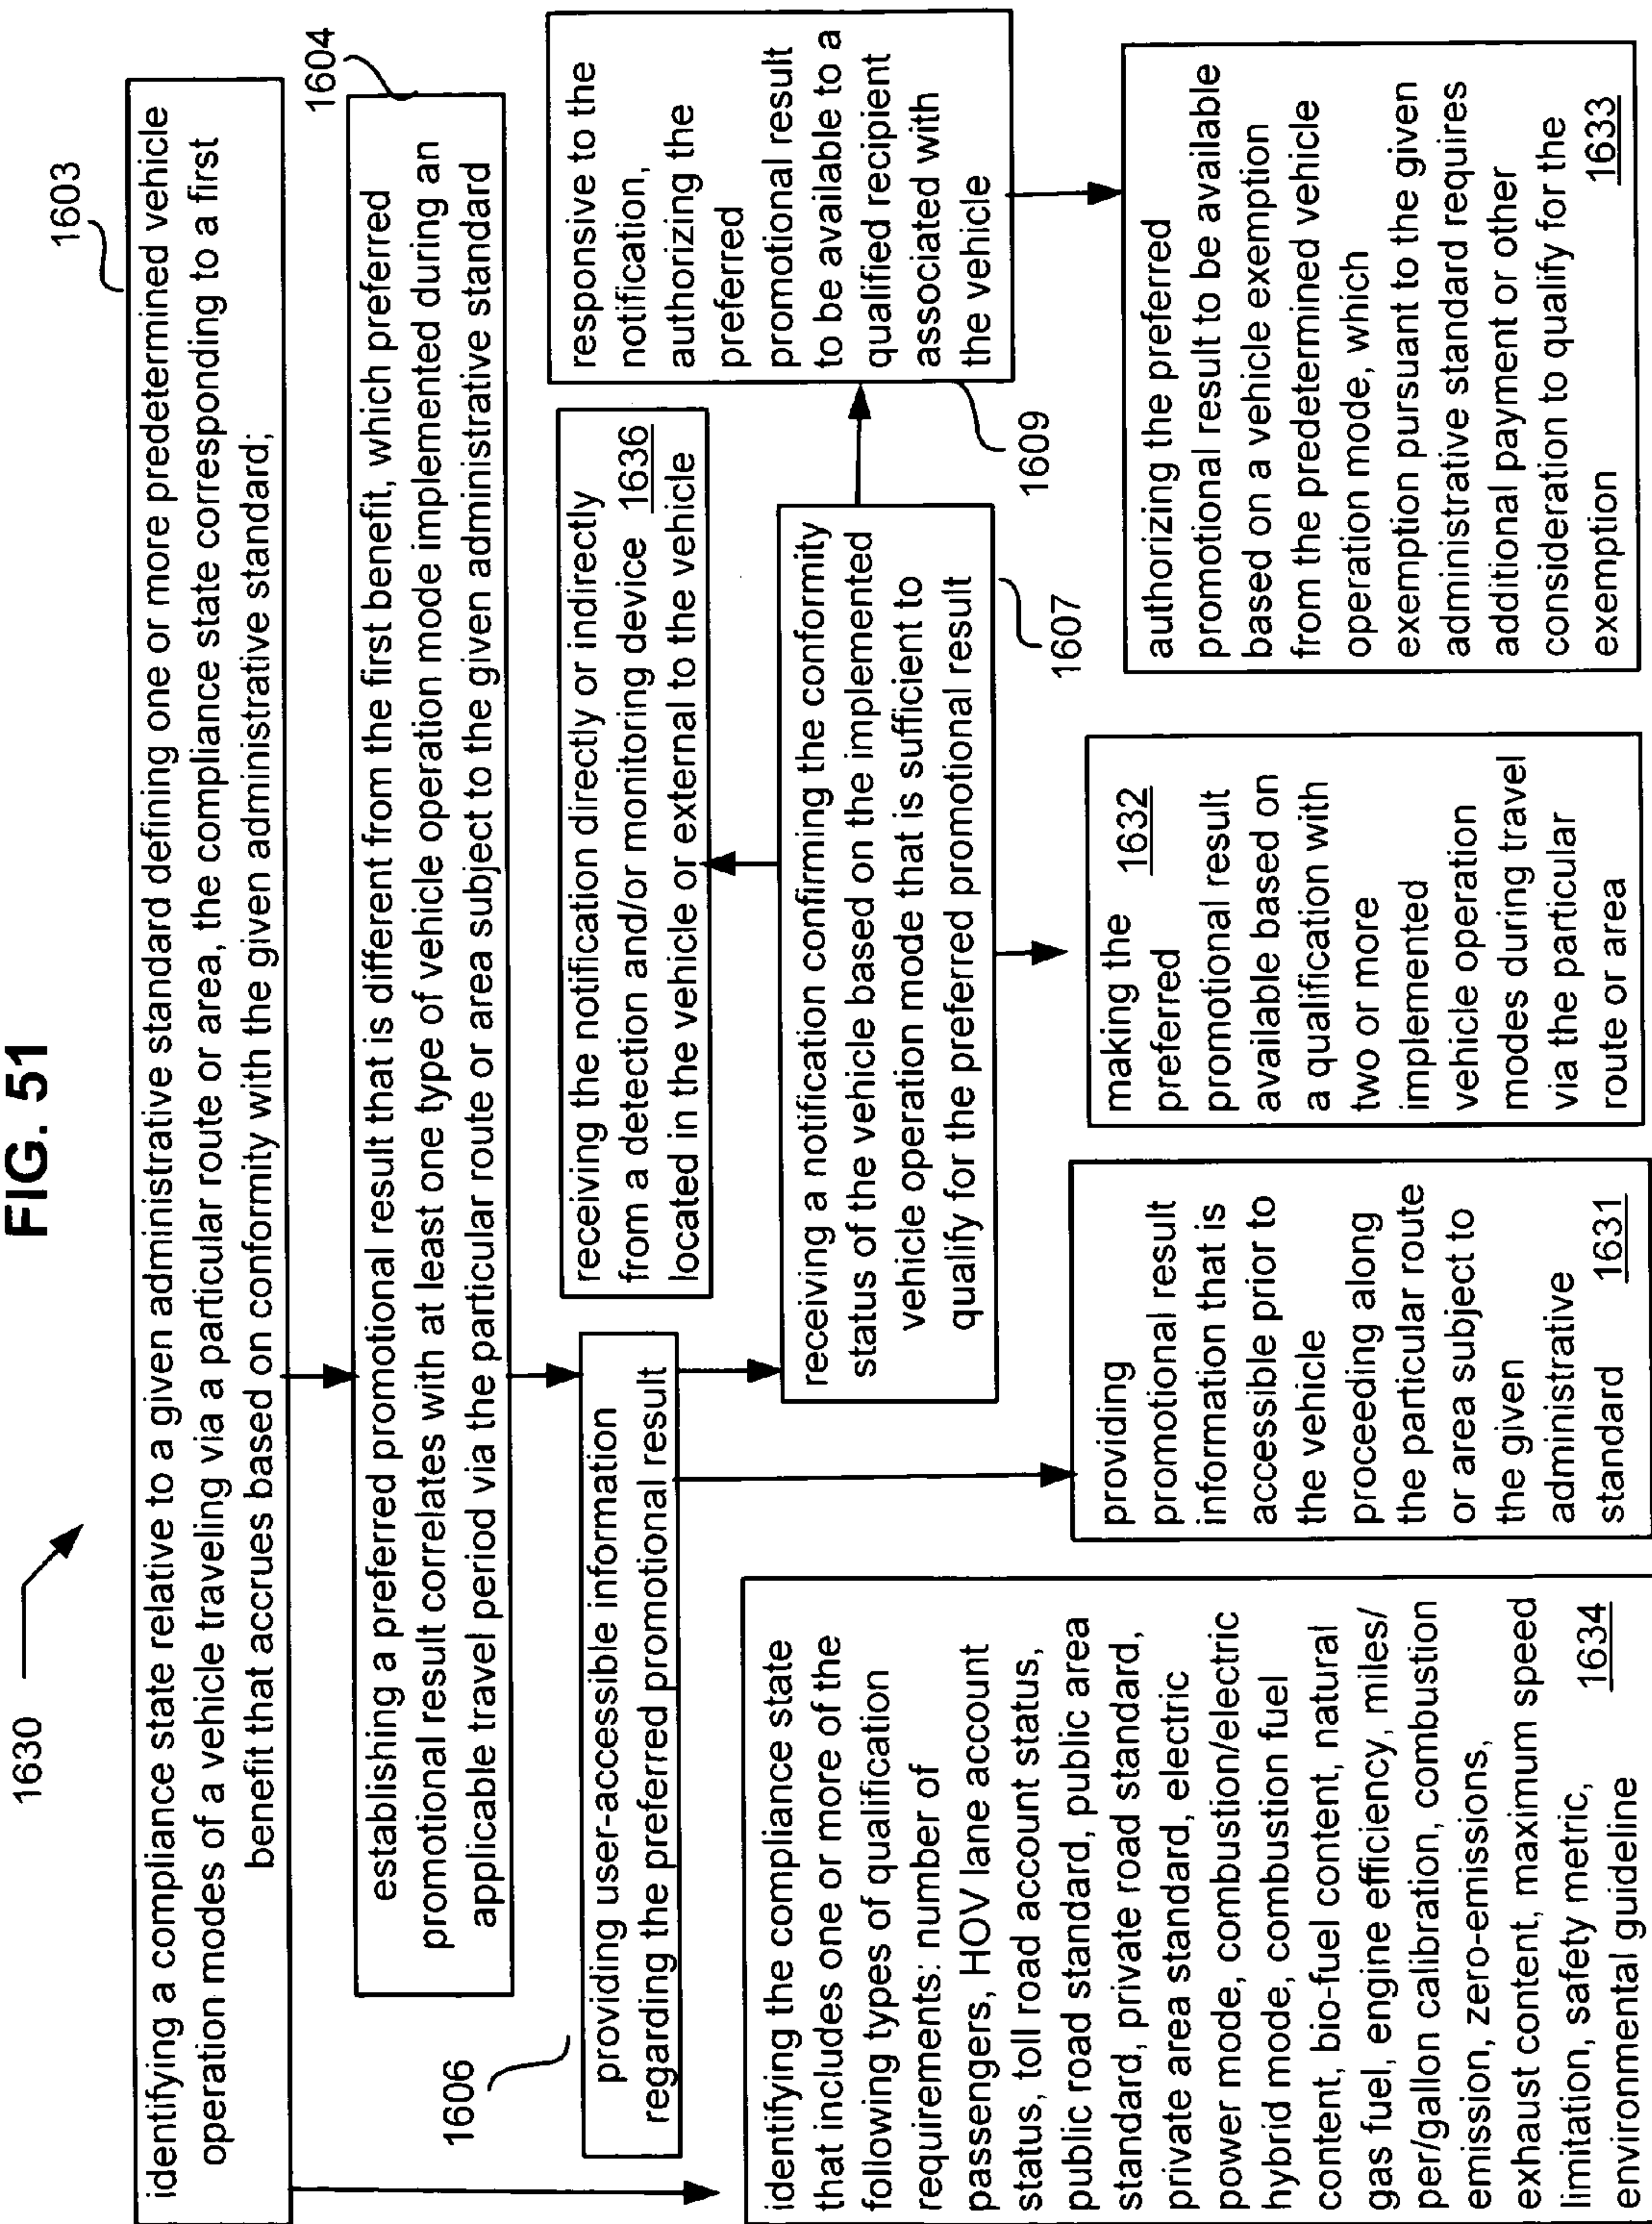 FIG. 51
1630
1603
identifying a compliance state relative to a given administrative standard defining one or more predetermined vehicle
operation modes of a vehicle traveling via a particular route or area, the compliance state corresponding to a first
benefit that accrues based on conformity with the given administrative standard;
1604
establishing a preferred promotional result that is different from the first benefit, which preferred
promotional result correlates with at least one type of vehicle operation mode implemented during an
applicable travel period via the particular route or area subject to the given administrative standard
1606
providing user-accessible information
regarding the preferred promotional result
receiving the notification directly or indirectly
from a detection and/or monitoring device 1636
located in the vehicle or external to the vehicle
responsive to the
notification,
authorizing the
preferred
promotional result
to be available to a
qualified recipient
associated with
the vehicle
1609
receiving a notification confirming the conformity
status of the vehicle based on the implemented
vehicle operation mode that is sufficient to
qualify for the preferred promotional result
1607
identifying the compliance state
that includes one or more of the
following types of qualification
requirements: number of
passengers, HOV lane account
status, toll road account status,
public road standard, public area
standard, private road standard,
private area standard, electric
power mode, combustion/electric
hybrid mode, combustion fuel
content, bio-fuel content, natural
gas fuel, engine efficiency, miles/
per/gallon calibration, combustion
emission, zero-emissions,
exhaust content, maximum speed
limitation, safety metric,
environmental guideline 1634
providing
promotional result
information that is
accessible prior to
the vehicle
proceeding along
the particular route
or area subject to
the given
administrative
standard 1631
making the 1632
preferred
promotional result
available based on
a qualification with
two or more
implemented
vehicle operation
modes during travel
via the particular
route or area
authorizing the preferred
promotional result to be available
based on a vehicle exemption
from the predetermined vehicle
operation mode, which
exemption pursuant to the given
administrative standard requires
additional payment or other
consideration to qualify for the
exemption 1633